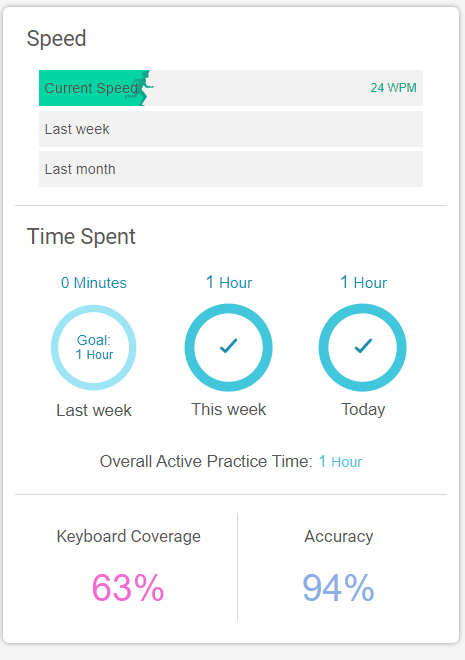 Speed
Current Speed 24 WPM
Last week
Last month
Time Spent
0 Minutes 1 Hour 1 Hour
Goal:
1 Hour
Last week This week Today
Overall Active Practice Time: 1 Hour
Keyboard Coverage Accuracy
63% 94%